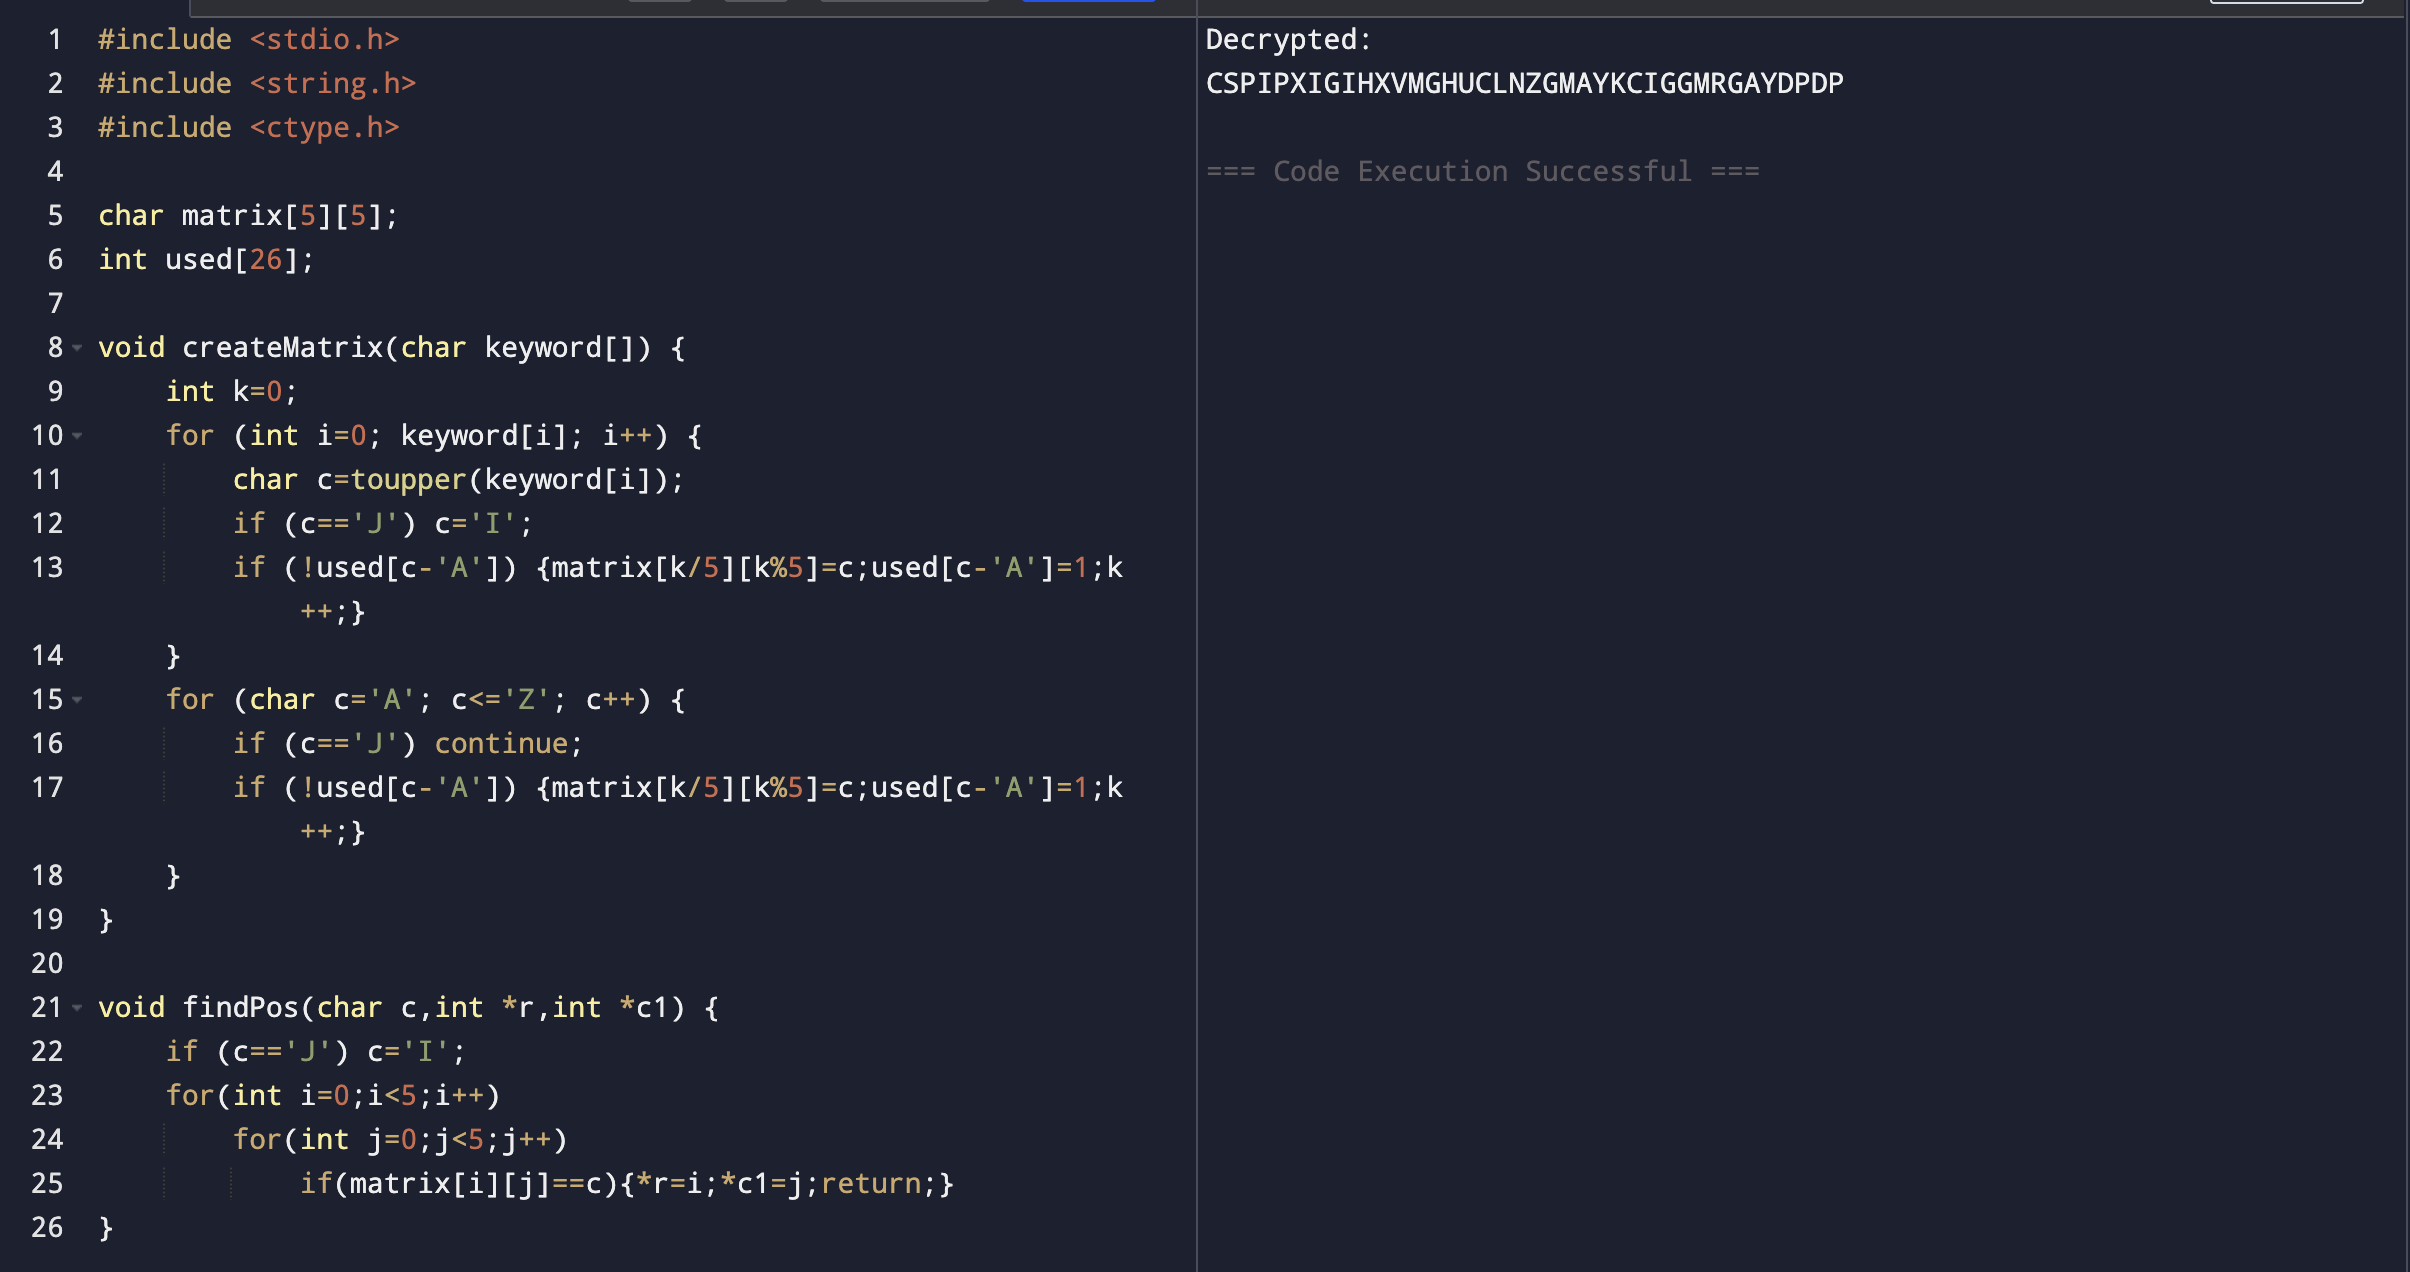 1 #include <stdio.h>
2 #include <string.h>
3 #include <ctype.h>
4
5 char matrix[5][5];
6 int used[26];
7
8 void createMatrix(char keyword[]) {
9     int k=0;
10     for (int i=0; keyword[i]; i++) {
11         char c=toupper(keyword[i]);
12         if (c=='J') c='I';
13         if (!used[c-'A']) {matrix[k/5][k%5]=c;used[c-'A']=1;k
            ++;}
14     }
15     for (char c='A'; c<='Z'; c++) {
16         if (c=='J') continue;
17         if (!used[c-'A']) {matrix[k/5][k%5]=c;used[c-'A']=1;k
            ++;}
18     }
19 }
20
21 void findPos(char c,int *r,int *c1) {
22     if (c=='J') c='I';
23     for(int i=0;i<5;i++)
24         for(int j=0;j<5;j++)
25             if(matrix[i][j]==c){*r=i;*c1=j;return;}
26 }
Decrypted:
CSPIPXIGIHXVMGHUCLNZGMAYKCIGGMRGAYDPDP

=== Code Execution Successful ===